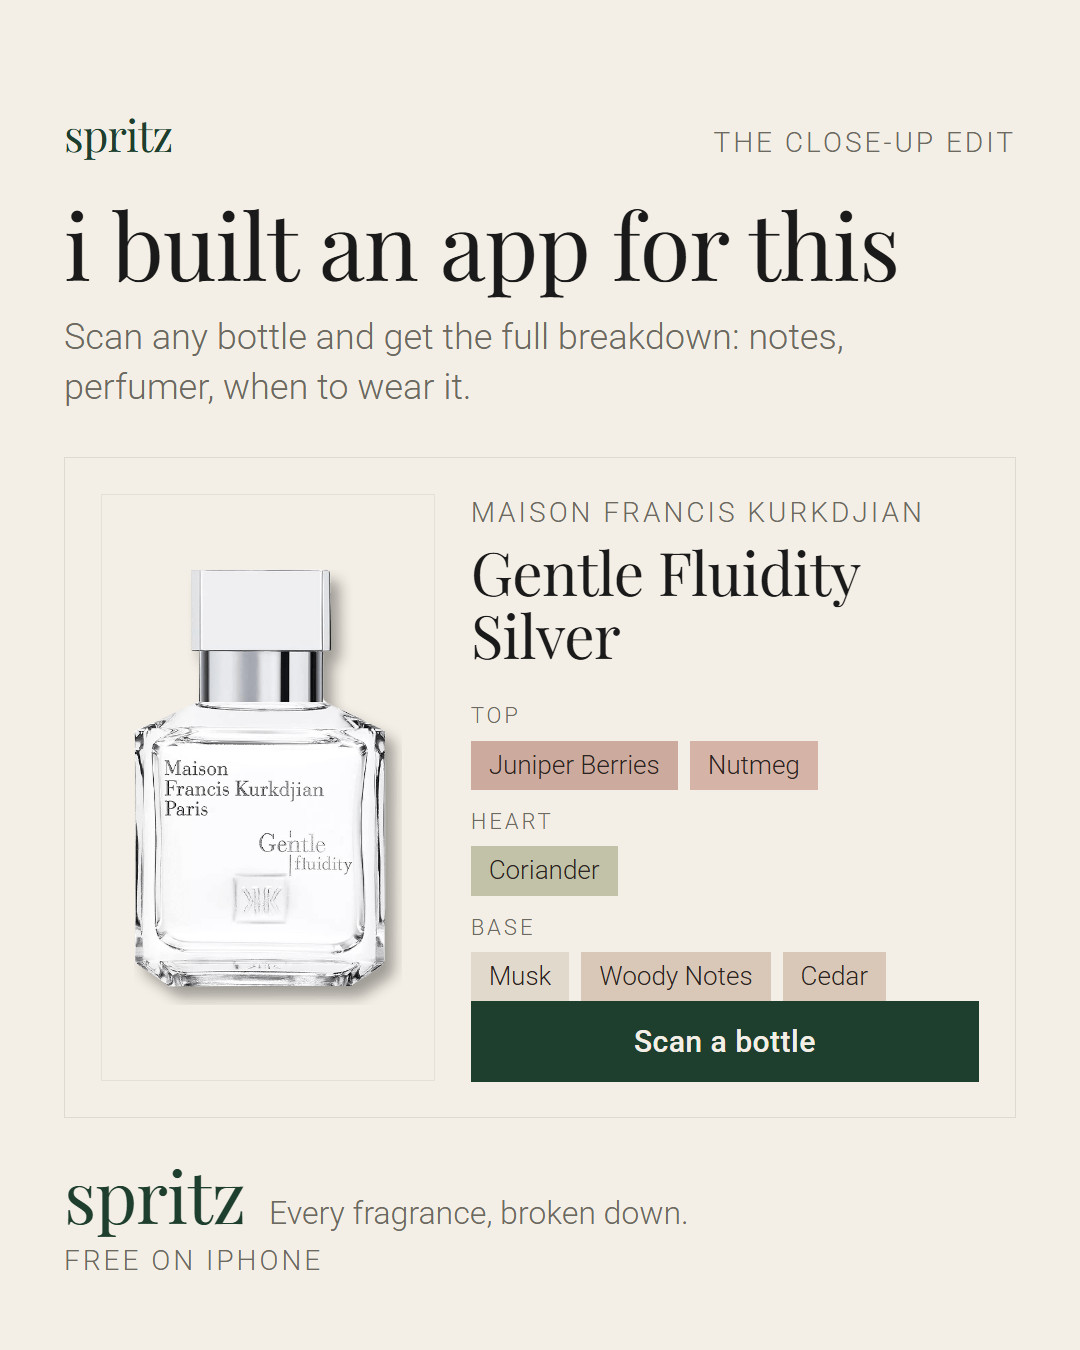 spritz
THE CLOSE-UP EDIT
i built an app for this
Scan any bottle and get the full breakdown: notes,
perfumer, when to wear it.
MAISON FRANCIS KURKDJIAN
Gentle Fluidity
Silver
Maison
Francis Kurkdjian
Paris
Gentle
fluidity
TOP
Juniper Berries
Nutmeg
HEART
Coriander
BASE
Musk
Woody Notes
Cedar
Scan a bottle
spritz
Every fragrance, broken down.
FREE ON IPHONE